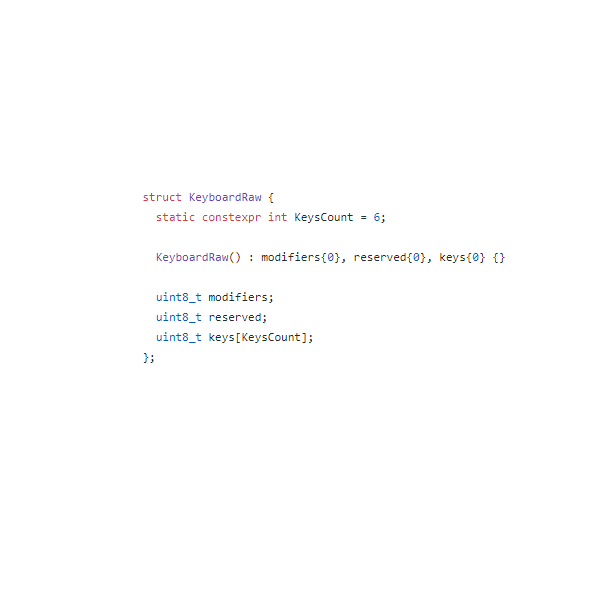 struct KeyboardRaw {
  static constexpr int KeysCount = 6;

  KeyboardRaw() : modifiers{0}, reserved{0}, keys{0} {}

  uint8_t modifiers;
  uint8_t reserved;
  uint8_t keys[KeysCount];
};